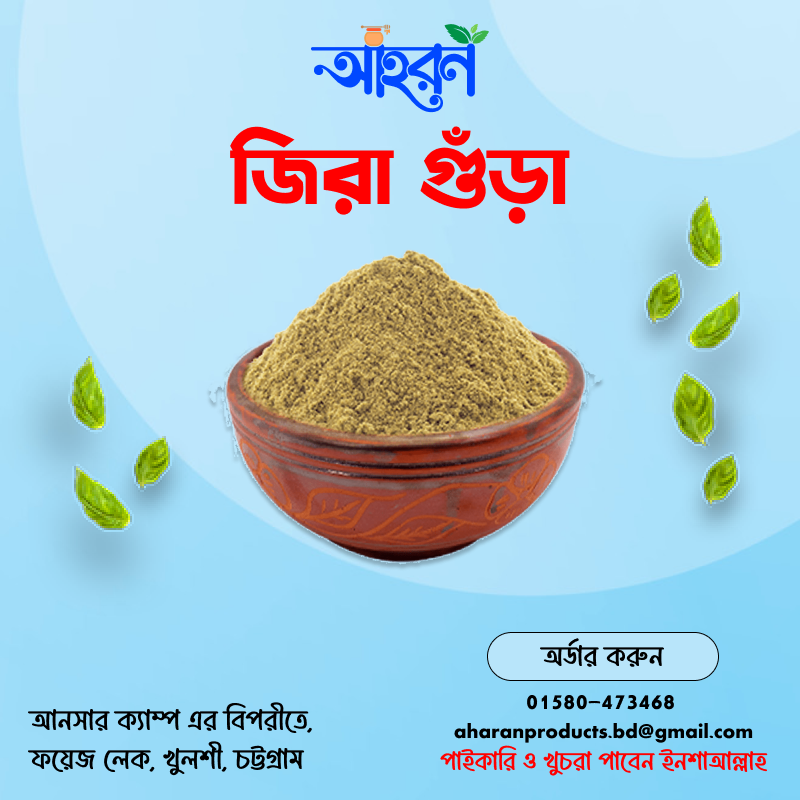 আহরন
জিরা গুঁড়া
অর্ডার করুন
01580-473468
aharanproducts.bd@gmail.com
পাইকারি ও খুচরা পাবেন ইনশাআল্লাহ
আনসার ক্যাম্প এর বিপরীতে,
ফয়েজ লেক, খুলশী, চট্টগ্রাম